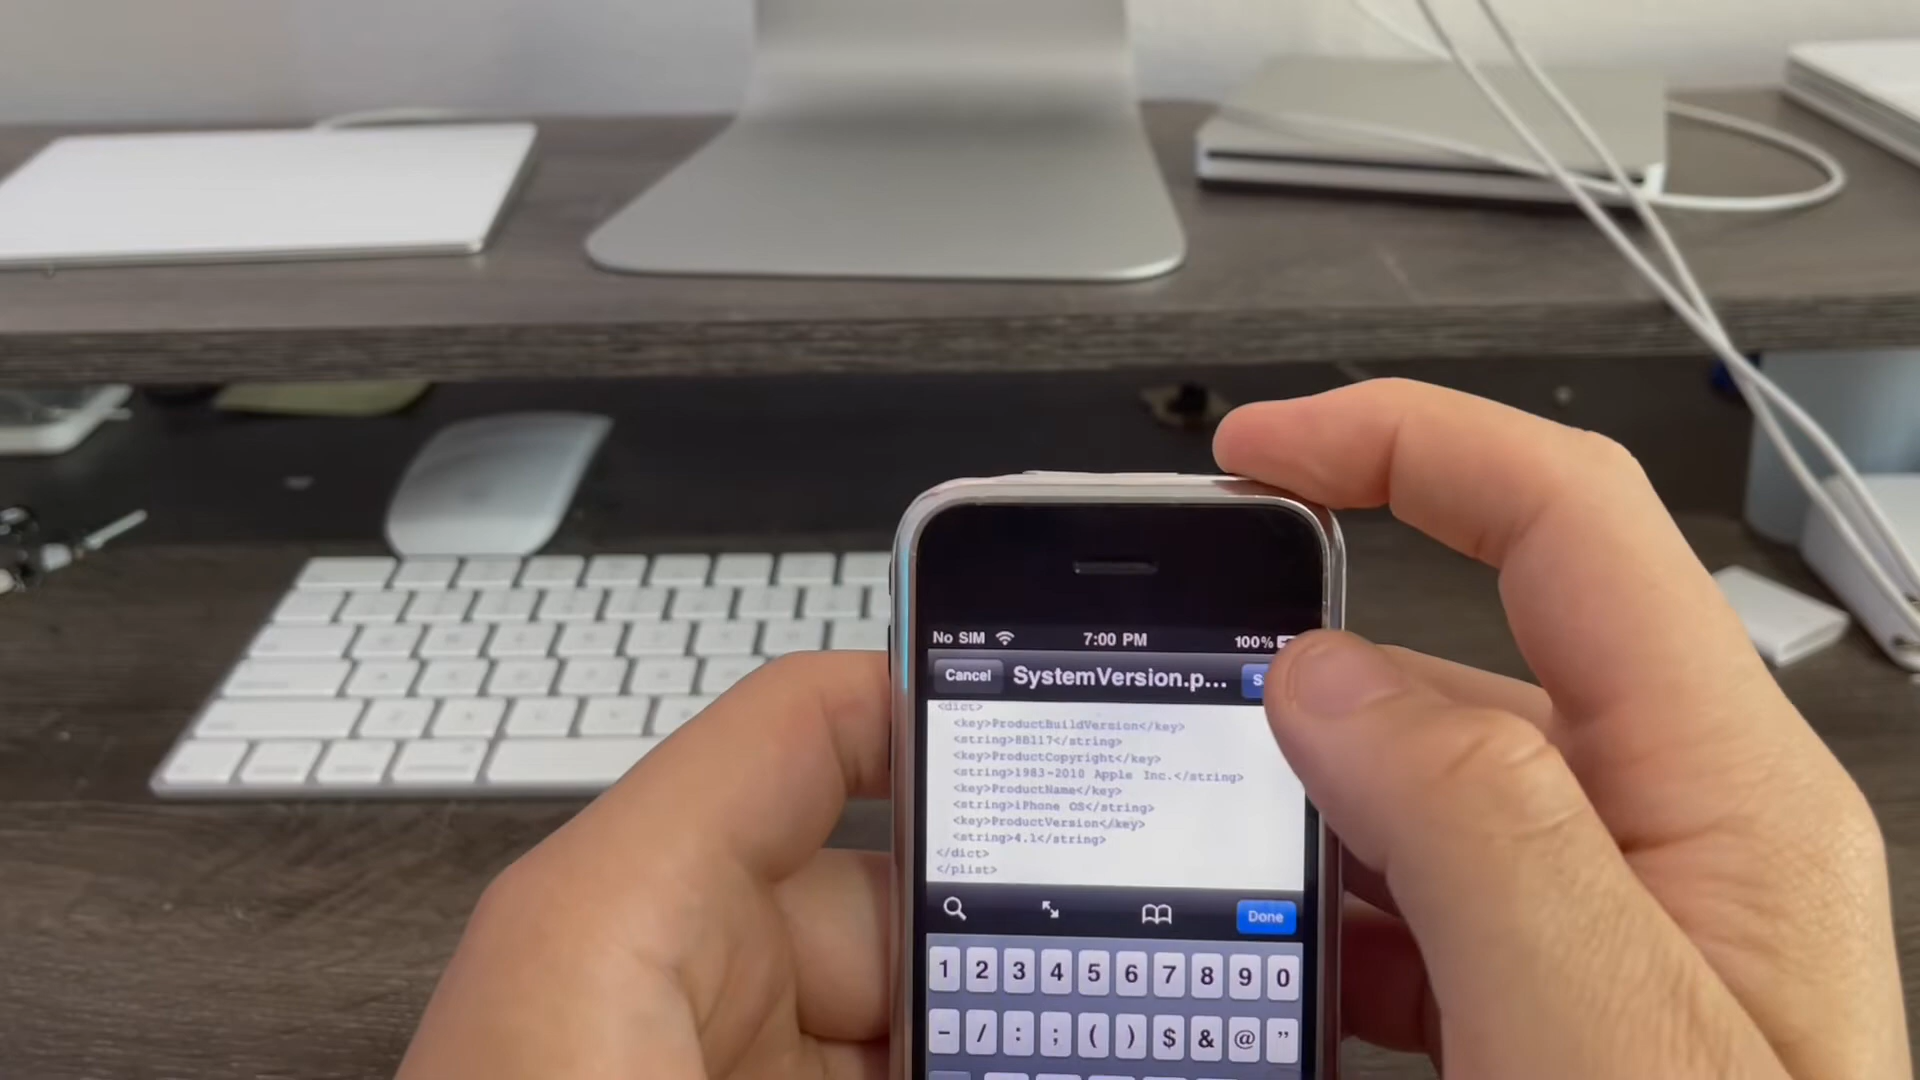 No SIM 7:00 PM 100%
Cancel SystemVersion.p... S
<dict>
<key>ProductBuildVersion</key>
<string>8B117</string>
<key>ProductCopyright</key>
<string>1983-2010 Apple Inc.</string>
<key>ProductName</key>
<string>iPhone OS</string>
<key>ProductVersion</key>
<string>4.1</string>
</dict>
</plist>
Done
1 2 3 4 5 6 7 8 9 0
- / : ; ( ) $ & @ ”